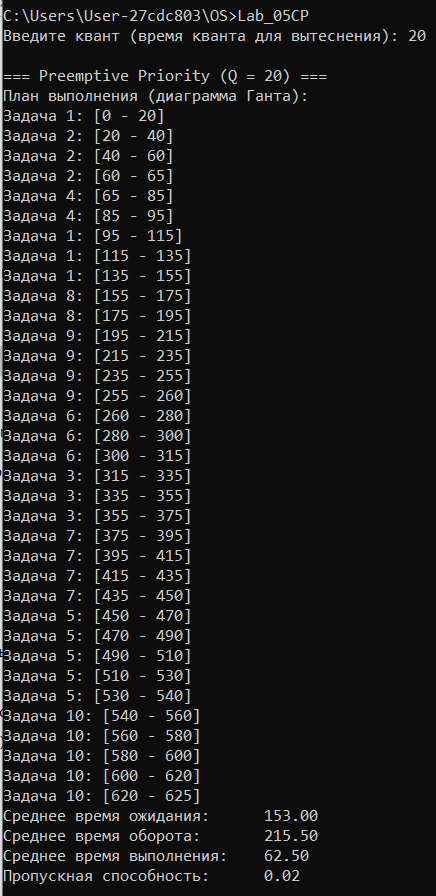 C:\Users\User-27cdc803\OS>Lab_05CP
Введите квант (время кванта для вытеснения): 20
=== Preemptive Priority (Q = 20) ===
План выполнения (диаграмма Ганта):
Задача 1: [0 - 20]
Задача 2: [20 - 40]
Задача 2: [40 - 60]
Задача 2: [60 - 65]
Задача 4: [65 - 85]
Задача 4: [85 - 95]
Задача 1: [95 - 115]
Задача 1: [115 - 135]
Задача 1: [135 - 155]
Задача 8: [155 - 175]
Задача 8: [175 - 195]
Задача 9: [195 - 215]
Задача 9: [215 - 235]
Задача 9: [235 - 255]
Задача 9: [255 - 260]
Задача 6: [260 - 280]
Задача 6: [280 - 300]
Задача 6: [300 - 315]
Задача 3: [315 - 335]
Задача 3: [335 - 355]
Задача 3: [355 - 375]
Задача 7: [375 - 395]
Задача 7: [395 - 415]
Задача 7: [415 - 435]
Задача 7: [435 - 450]
Задача 5: [450 - 470]
Задача 5: [470 - 490]
Задача 5: [490 - 510]
Задача 5: [510 - 530]
Задача 5: [530 - 540]
Задача 10: [540 - 560]
Задача 10: [560 - 580]
Задача 10: [580 - 600]
Задача 10: [600 - 620]
Задача 10: [620 - 625]
Среднее время ожидания: 153.00
Среднее время оборота: 215.50
Среднее время выполнения: 62.50
Пропускная способность: 0.02